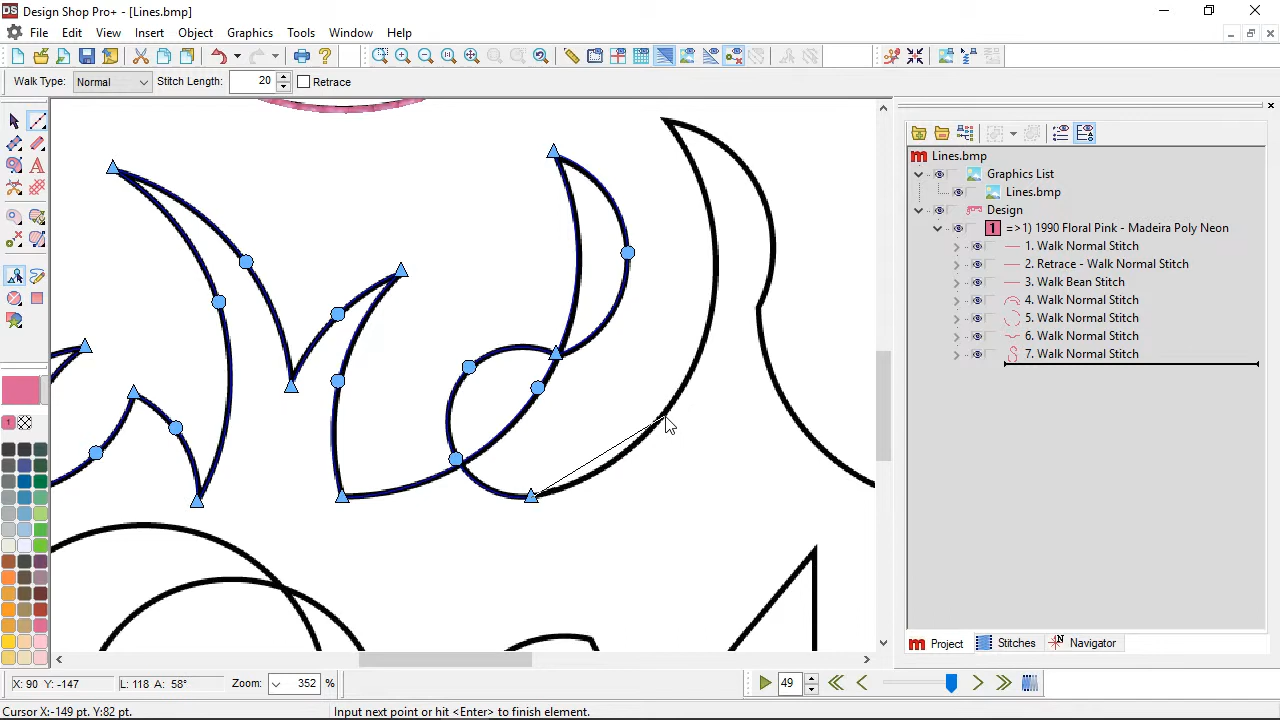 DS Design Shop Pro+ - [Lines.bmp]
File Edit View Insert Object Graphics Tools Window Help
Walk Type: Normal Stitch Length: 20 Retrace
Lines.bmp
Graphics List
Lines.bmp
Design
1 =>1) 1990 Floral Pink - Madeira Poly Neon
1. Walk Normal Stitch
2. Retrace - Walk Normal Stitch
3. Walk Bean Stitch
4. Walk Normal Stitch
5. Walk Normal Stitch
6. Walk Normal Stitch
7. Walk Normal Stitch
1
Project Stitches Navigator
X: 90 Y: -147 L: 118 A: 58° Zoom: 352 % 49
Cursor X:-149 pt. Y:82 pt. Input next point or hit <Enter> to finish element.